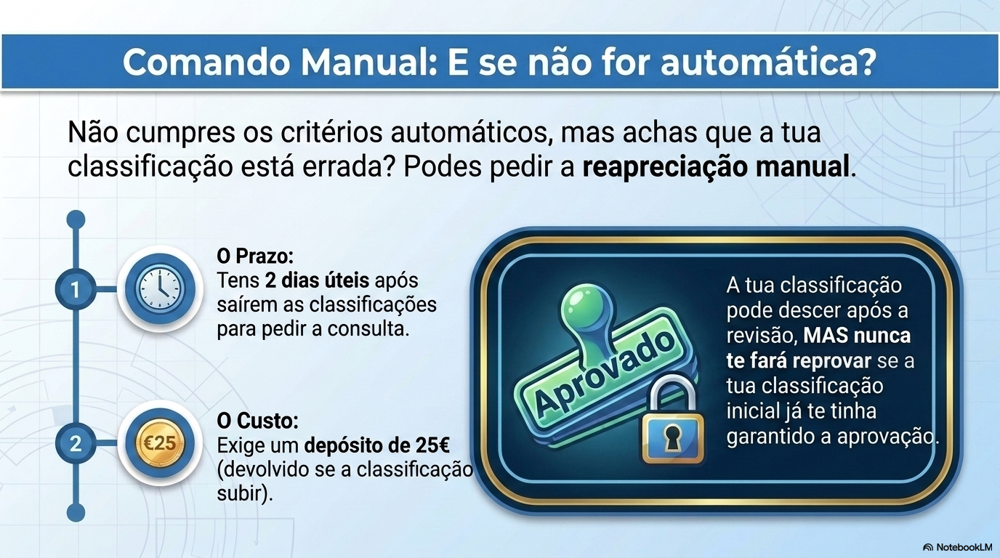 Comando Manual: E se não for automática?
Não cumpres os critérios automáticos, mas achas que a tua
classificação está errada? Podes pedir a reapreciação manual.
1
O Prazo:
Tens 2 dias úteis após
saírem as classificações
para pedir a consulta.
2
€25
O Custo:
Exige um depósito de 25€
(devolvido se a classificação
subir).
Aprovado
A tua classificação
pode descer após a
revisão, MAS nunca
te fará reprovar se a
tua classificação
inicial já te tinha
garantido a aprovação.
NotebookLM